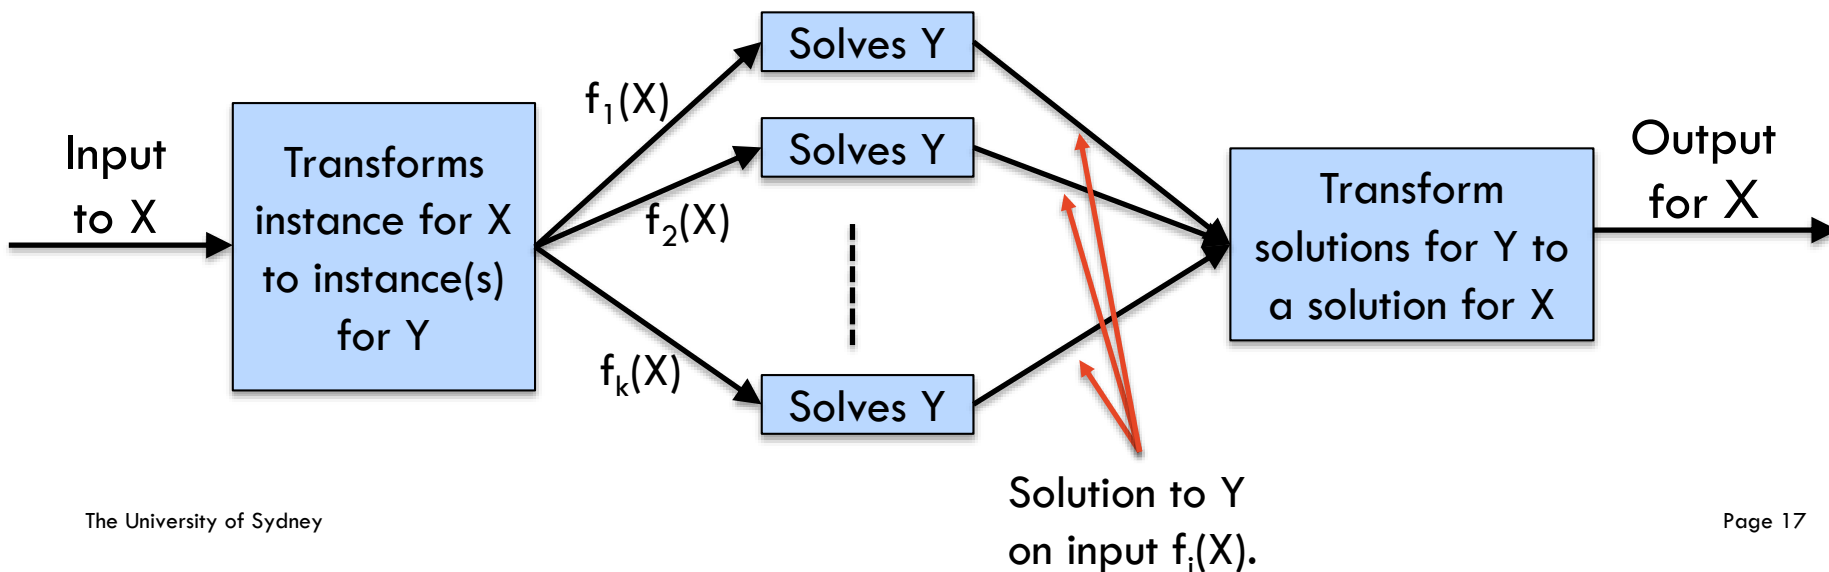 Input
to X
Transforms
instance for X
to instance(s)
for Y
f₁(X)
f₂(X)
fₖ(X)
Solves Y
Solves Y
Solves Y
Solution to Y
on input fᵢ(X).
Transform
solutions for Y to
a solution for X
Output
for X
The University of Sydney
Page 17